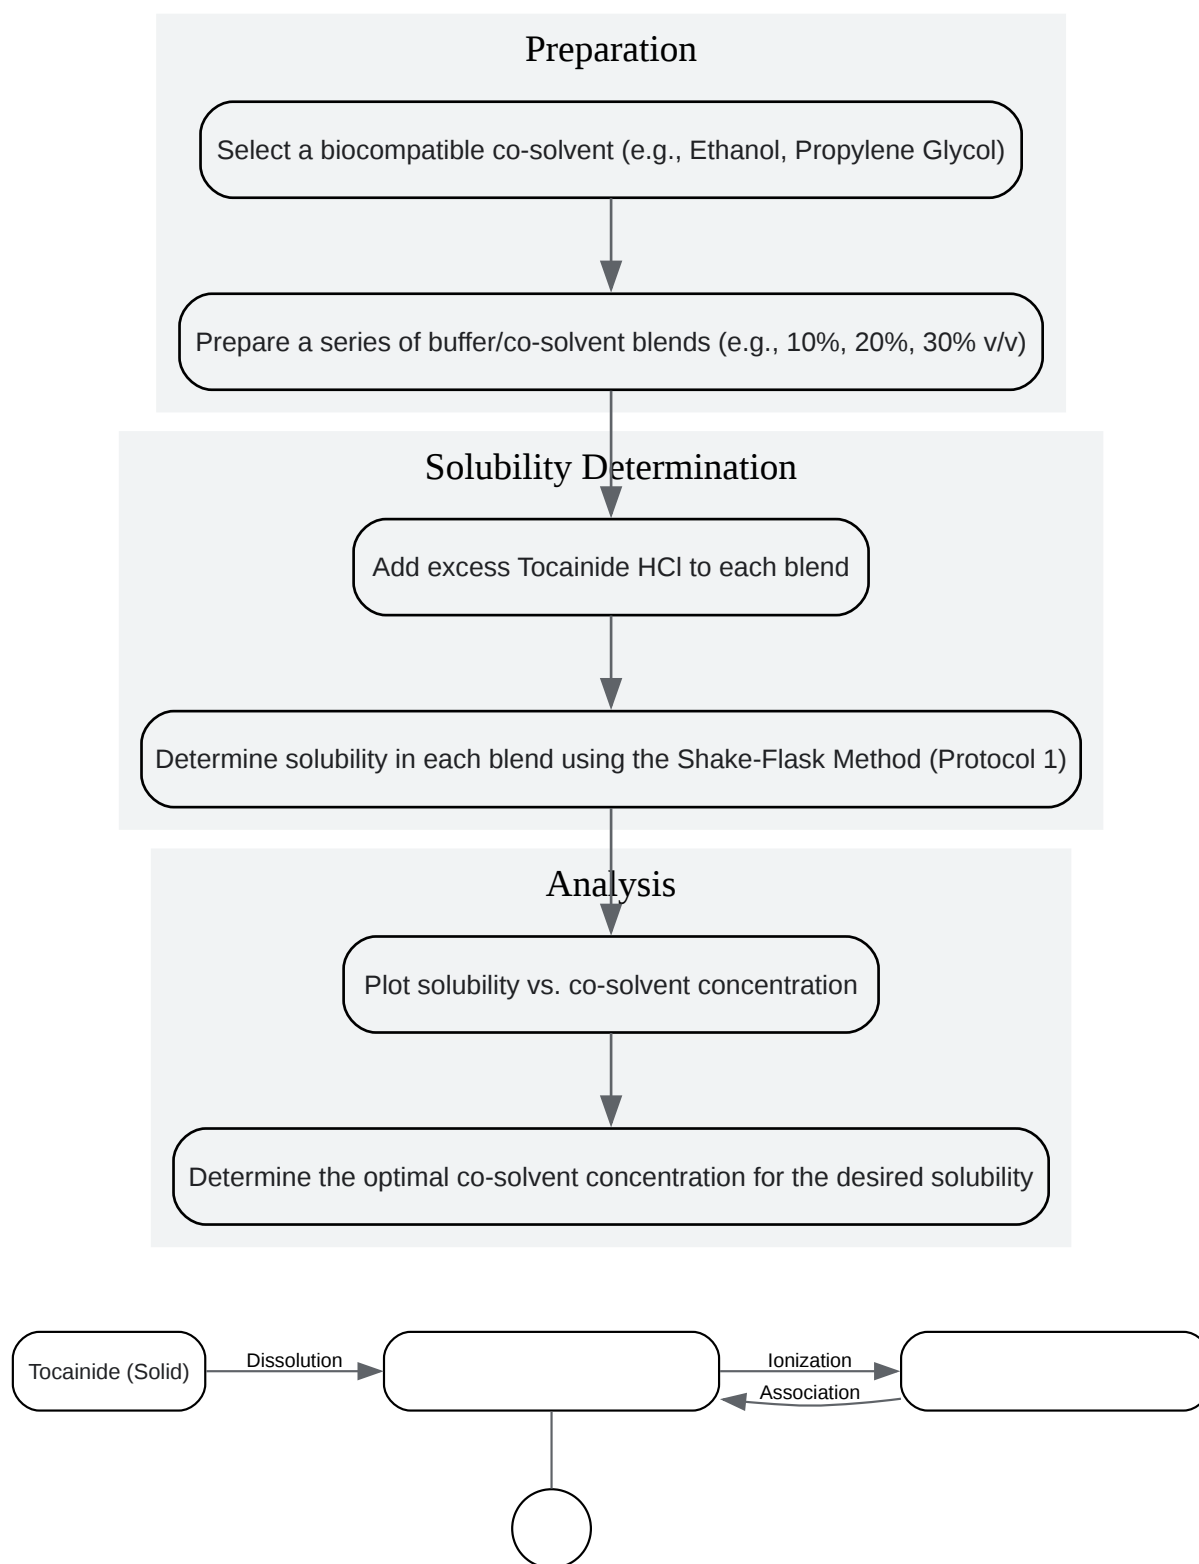 Preparation
Select a biocompatible co-solvent (e.g., Ethanol, Propylene Glycol)
Prepare a series of buffer/co-solvent blends (e.g., 10%, 20%, 30% v/v)
Solubility Determination
Add excess Tocainide HCl to each blend
Determine solubility in each blend using the Shake-Flask Method (Protocol 1)
Analysis
Plot solubility vs. co-solvent concentration
Determine the optimal co-solvent concentration for the desired solubility
Tocainide (Solid)
Dissolution
Ionization
Association